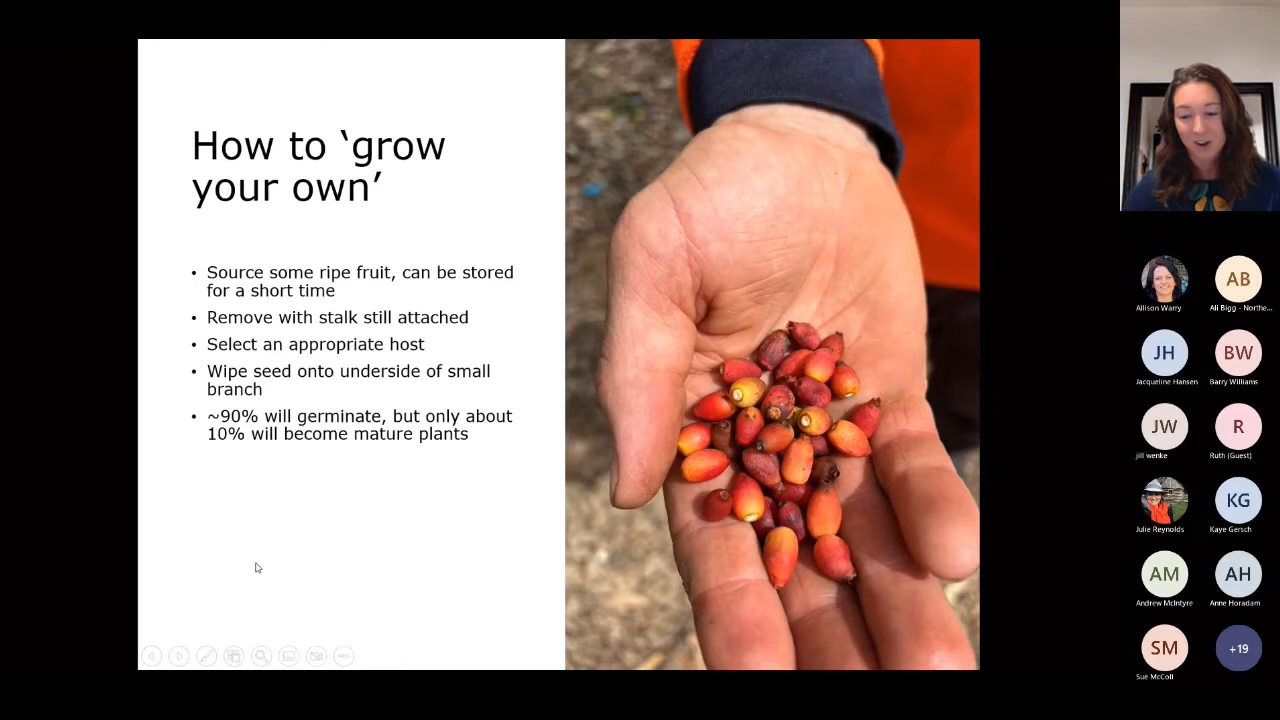 How to ‘grow
your own’
• Source some ripe fruit, can be stored
for a short time
• Remove with stalk still attached
• Select an appropriate host
• Wipe seed onto underside of small
branch
• ~90% will germinate, but only about
10% will become mature plants
Allison Warry
AB
Ali Bigg - Northe...
JH
Jacqueline Hansen
BW
Barry Williams
JW
jill wenke
R
Ruth (Guest)
Julie Reynolds
KG
Kaye Gersch
AM
Andrew McIntyre
AH
Anne Horadam
SM
Sue McColl
+19